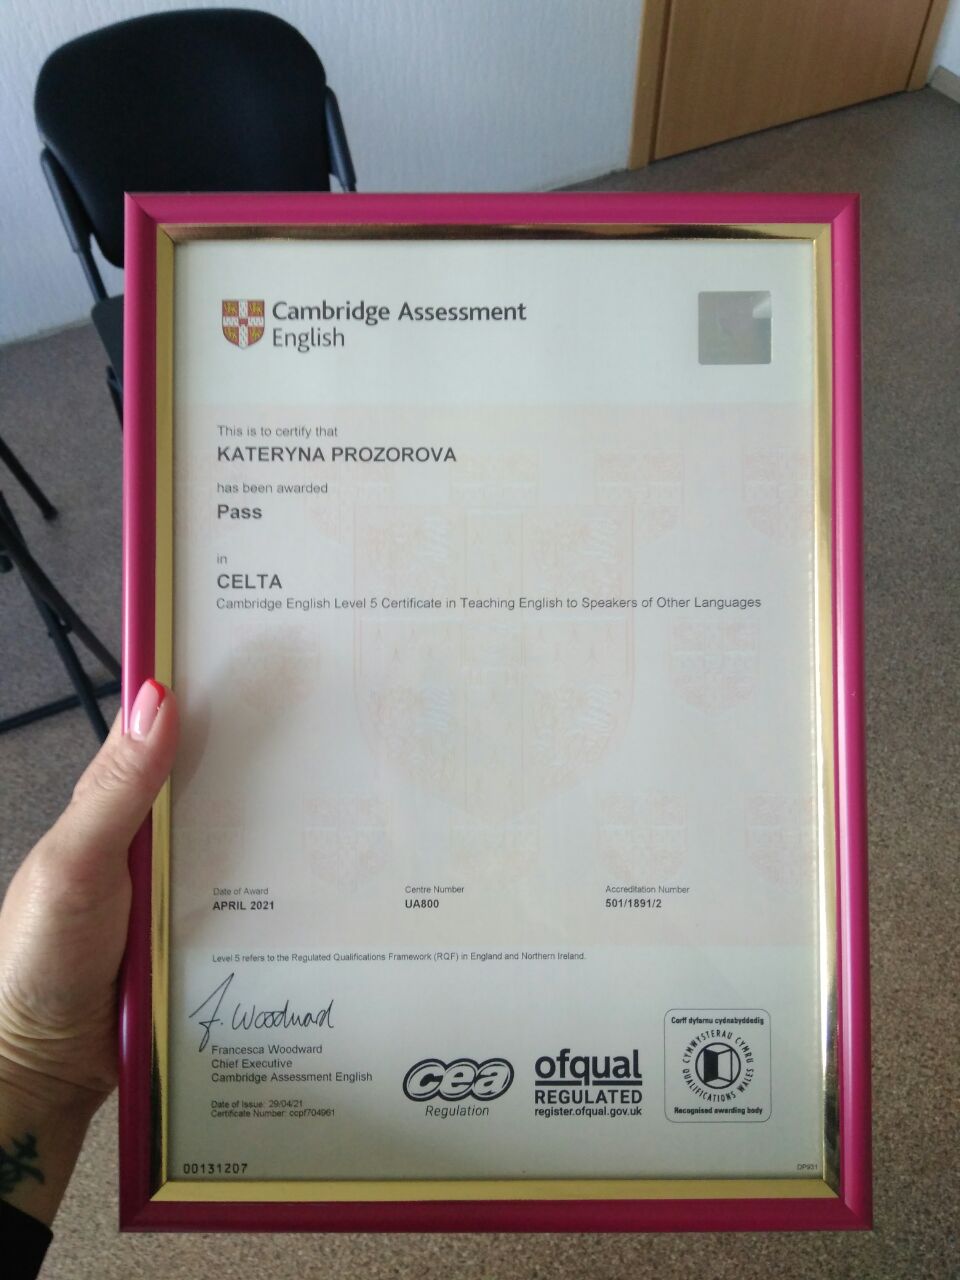 Cambridge Assessment
English
This is to certify that
KATERYNA PROZOROVA
has been awarded
Pass
in
CELTA
Cambridge English Level 5 Certificate in Teaching English to Speakers of Other Languages
Date of Award
APRIL 2021
Centre Number
UA800
Accreditation Number
501/1891/2
Level 5 refers to the Regulated Qualifications Framework (RQF) in England and Northern Ireland.
F. Woodward
Francesca Woodward
Chief Executive
Cambridge Assessment English
Date of Issue: 29/04/21
Certificate Number: ccpf704961
cea
Regulation
ofqual
REGULATED
register.ofqual.gov.uk
Corff dyfarnu cydnabyddedig
CYMWYSTERAU CYMRU
QUALIFICATIONS WALES
Recognised awarding body
00131207
DP931